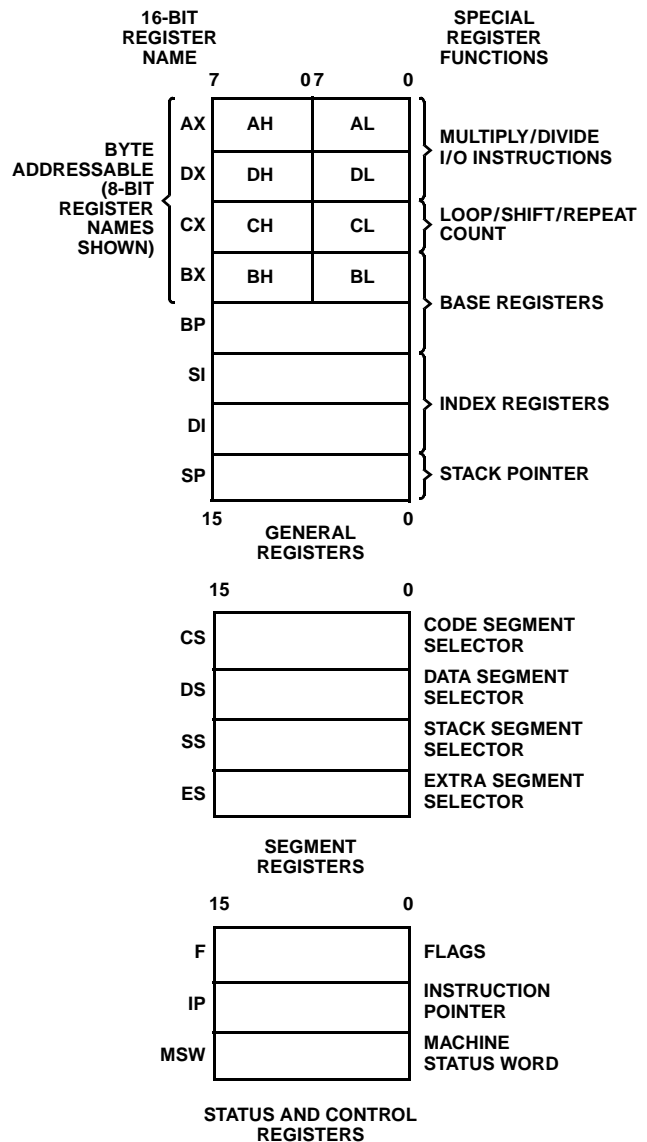 16-BIT
REGISTER
NAME
SPECIAL
REGISTER
FUNCTIONS
7 0 7 0
BYTE
ADDRESSABLE
(8-BIT
REGISTER
NAMES
SHOWN)
AX AH AL
DX DH DL
MULTIPLY/DIVIDE
I/O INSTRUCTIONS
CX CH CL
LOOP/SHIFT/REPEAT
COUNT
BX BH BL
BP
BASE REGISTERS
SI
DI
INDEX REGISTERS
SP
STACK POINTER
15 0
GENERAL
REGISTERS
15 0
CS
CODE SEGMENT
SELECTOR
DS
DATA SEGMENT
SELECTOR
SS
STACK SEGMENT
SELECTOR
ES
EXTRA SEGMENT
SELECTOR
SEGMENT
REGISTERS
15 0
F
FLAGS
IP
INSTRUCTION
POINTER
MSW
MACHINE
STATUS WORD
STATUS AND CONTROL
REGISTERS